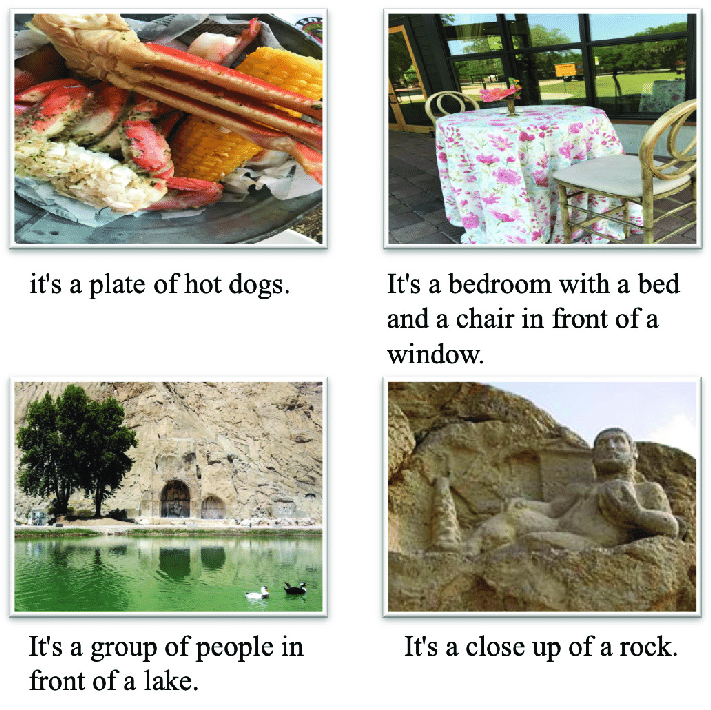 it's a plate of hot dogs.
It's a bedroom with a bed
and a chair in front of a
window.
It's a group of people in
front of a lake.
It's a close up of a rock.